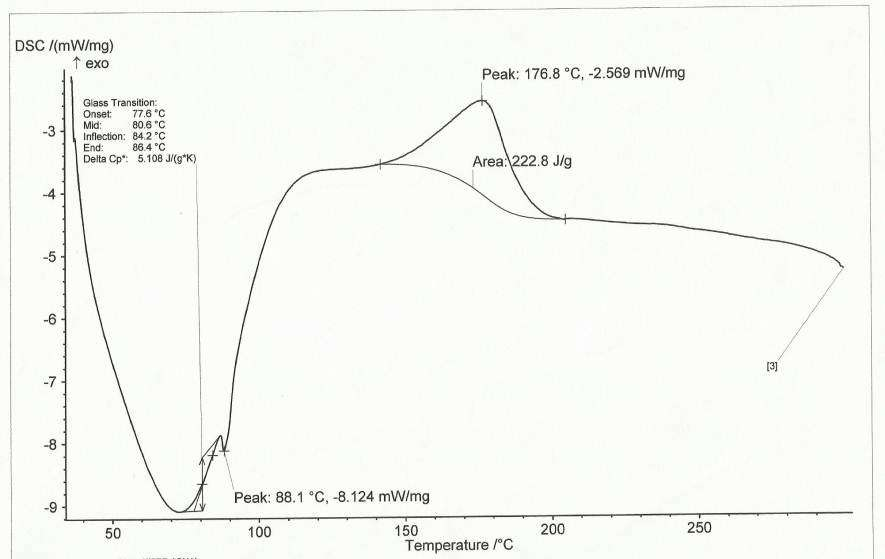 DSC /(mW/mg)
↑ exo
Peak: 176.8 °C, -2.569 mW/mg
Glass Transition:
Onset: 77.6 °C
Mid: 80.6 °C
Inflection: 84.2 °C
End: 86.4 °C
Delta Cp*: 5.108 J/(g*K)
Area: 222.8 J/g
-3
-4
-5
-6
-7
-8
-9
[3]
Peak: 88.1 °C, -8.124 mW/mg
50 100 150 200 250
Temperature /°C